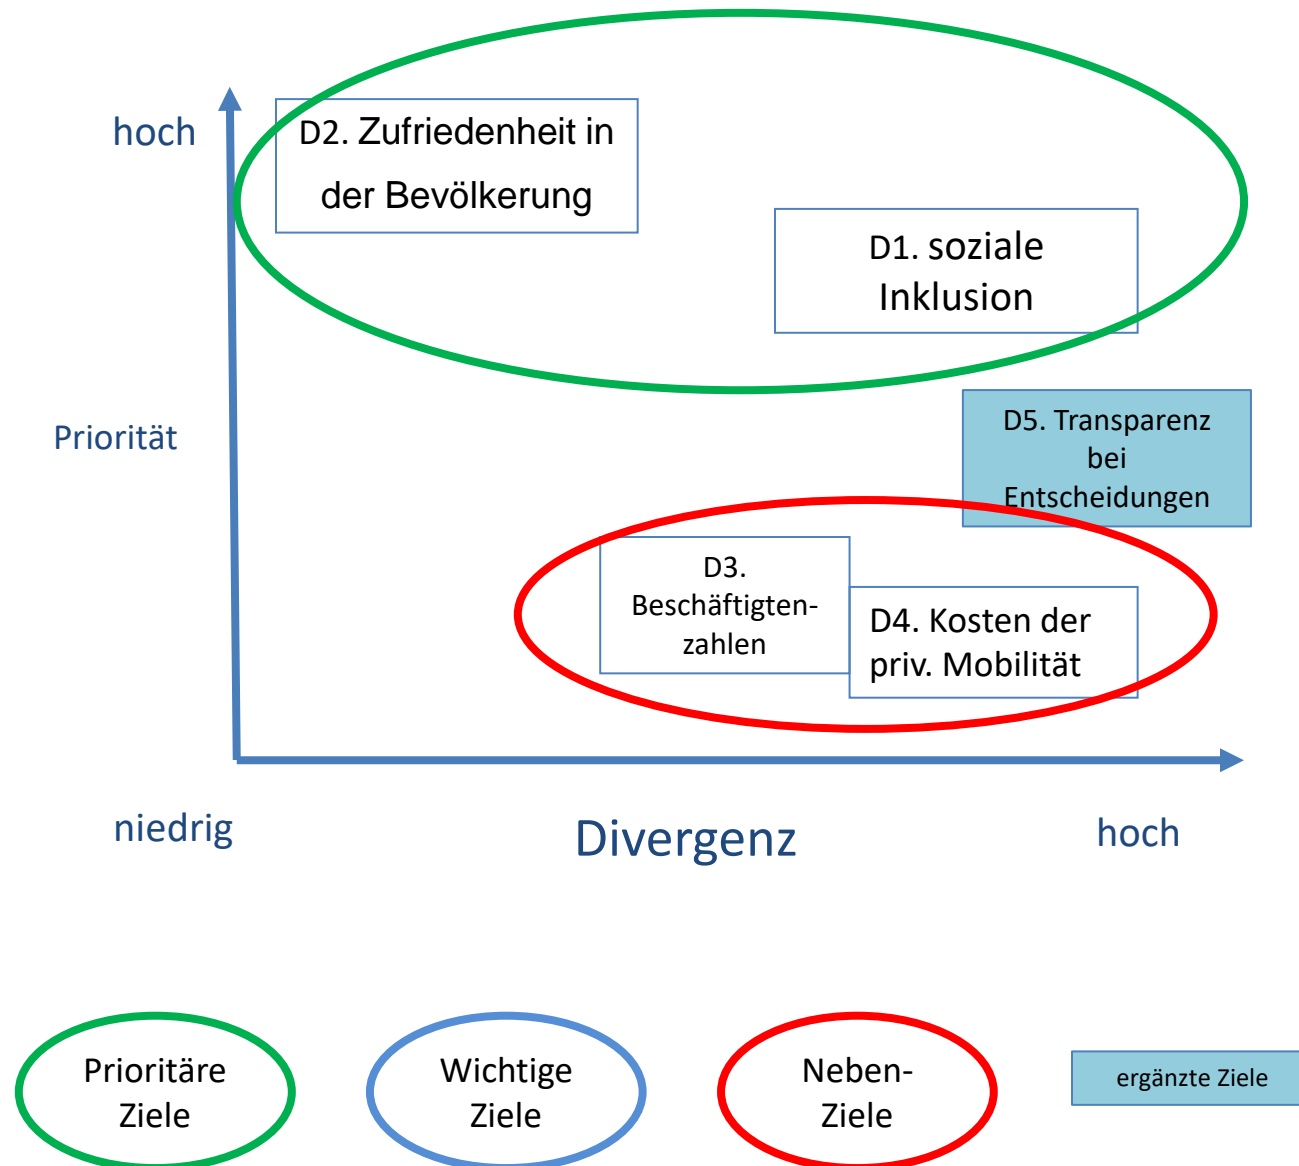 hoch
D2. Zufriedenheit in
der Bevölkerung
D1. soziale
Inklusion
Priorität
D5. Transparenz
bei
Entscheidungen
D3.
Beschäftigten-
zahlen
D4. Kosten der
priv. Mobilität
niedrig
Divergenz
hoch
Prioritäre
Ziele
Wichtige
Ziele
Neben-
Ziele
ergänzte Ziele